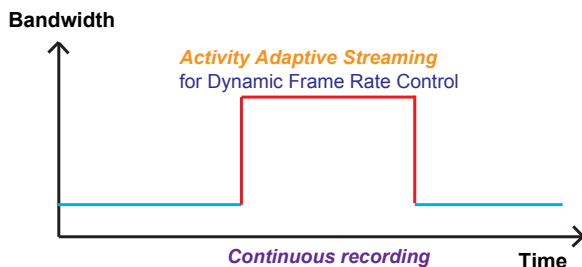 Bandwidth
Activity Adaptive Streaming
for Dynamic Frame Rate Control
Continuous recording
Time